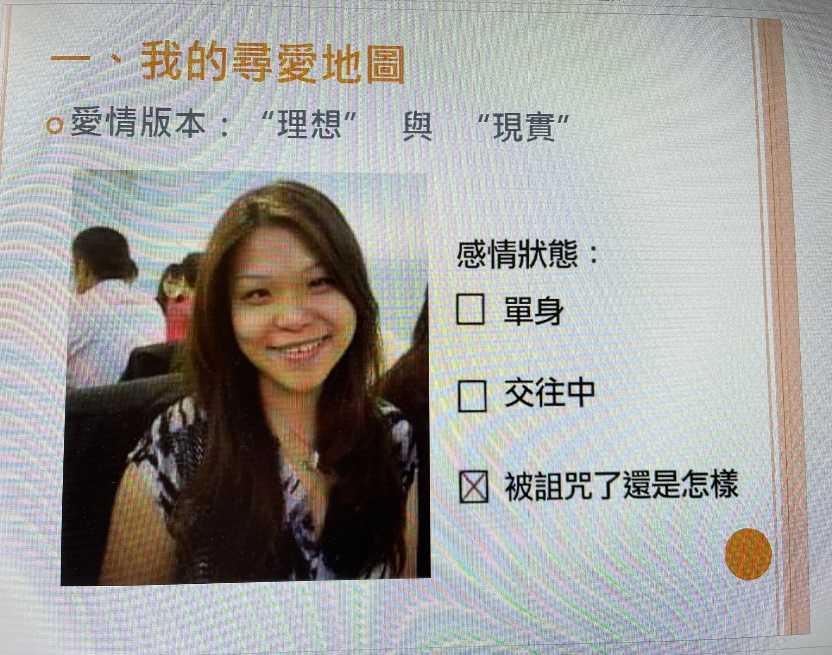 一、我的尋愛地圖
愛情版本：“理想” 與 “現實”
感情狀態：
單身
交往中
被詛咒了還是怎樣